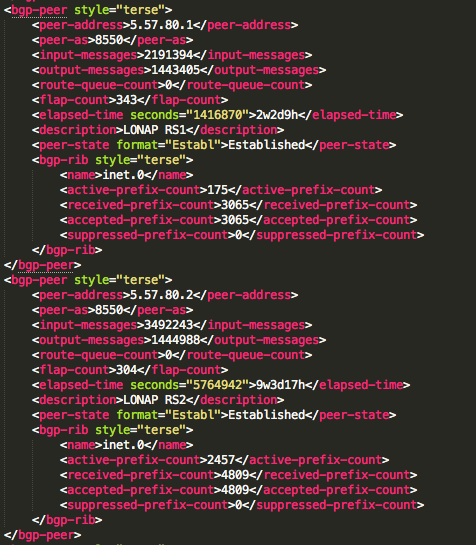 <bgp-peer style="terse">
<peer-address>5.57.80.1</peer-address>
<peer-as>8550</peer-as>
<input-messages>2191394</input-messages>
<output-messages>1443405</output-messages>
<route-queue-count>0</route-queue-count>
<flap-count>343</flap-count>
<elapsed-time seconds="1416870">2w2d9h</elapsed-time>
<description>LONAP RS1</description>
<peer-state format="Establ">Established</peer-state>
<bgp-rib style="terse">
<name>inet.0</name>
<active-prefix-count>175</active-prefix-count>
<received-prefix-count>3065</received-prefix-count>
<accepted-prefix-count>3065</accepted-prefix-count>
<suppressed-prefix-count>0</suppressed-prefix-count>
</bgp-rib>
</bgp-peer>
<bgp-peer style="terse">
<peer-address>5.57.80.2</peer-address>
<peer-as>8550</peer-as>
<input-messages>3492243</input-messages>
<output-messages>1444988</output-messages>
<route-queue-count>0</route-queue-count>
<flap-count>304</flap-count>
<elapsed-time seconds="5764942">9w3d17h</elapsed-time>
<description>LONAP RS2</description>
<peer-state format="Establ">Established</peer-state>
<bgp-rib style="terse">
<name>inet.0</name>
<active-prefix-count>2457</active-prefix-count>
<received-prefix-count>4809</received-prefix-count>
<accepted-prefix-count>4809</accepted-prefix-count>
<suppressed-prefix-count>0</suppressed-prefix-count>
</bgp-rib>
</bgp-peer>